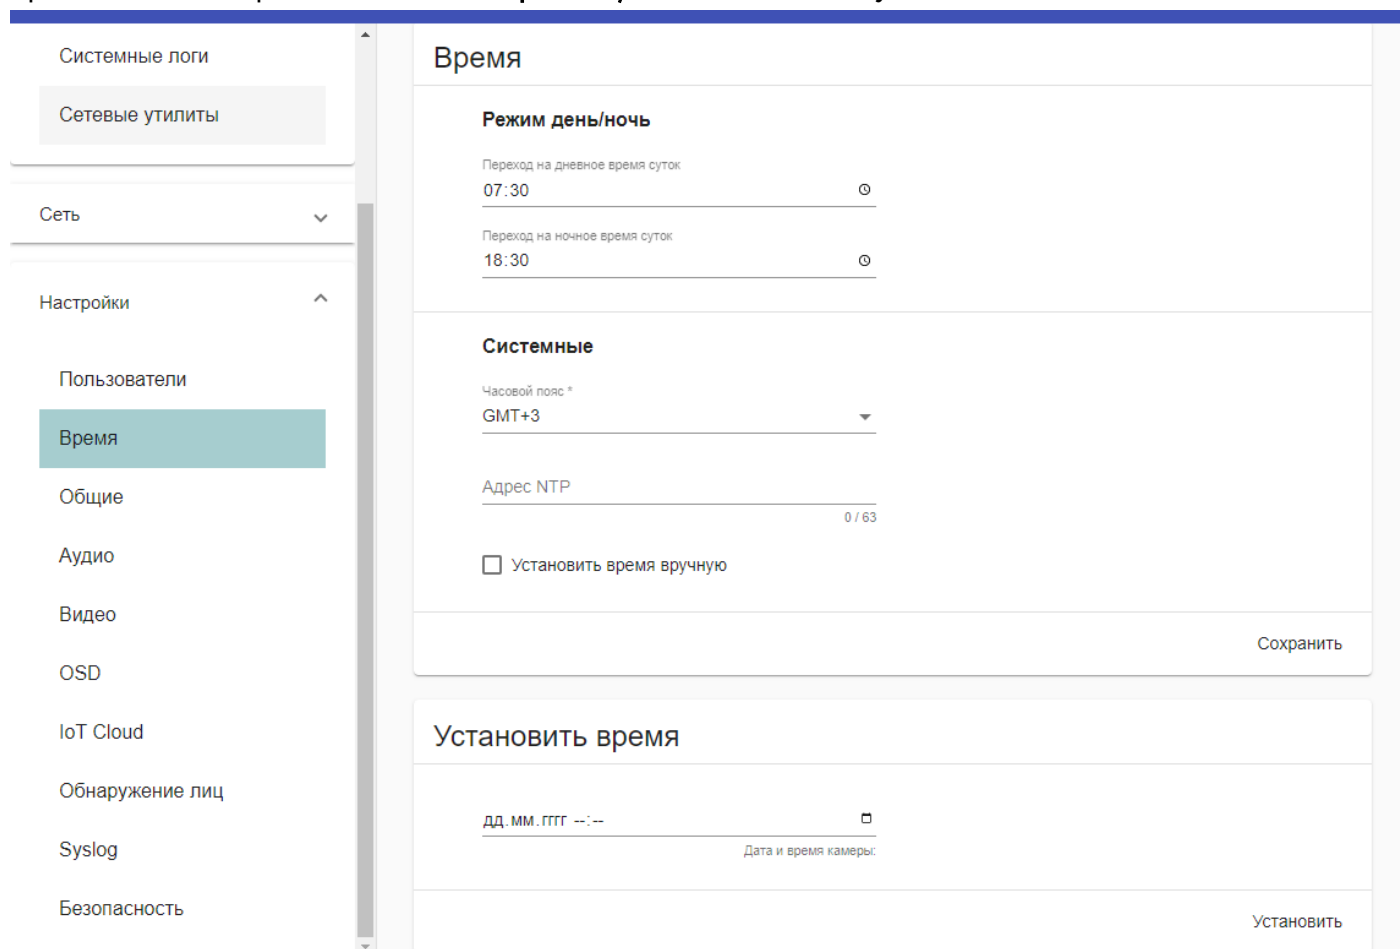 Системные логи
Сетевые утилиты
Сеть
Настройки
Пользователи
Время
Общие
Аудио
Видео
OSD
IoT Cloud
Обнаружение лиц
Syslog
Безопасность
Время
Режим день/ночь
Переход на дневное время суток
07:30
Переход на ночное время суток
18:30
Системные
Часовой пояс *
GMT+3
Адрес NTP
0 / 63
Установить время вручную
Сохранить
Установить время
дд.мм.гггг --:--
Дата и время камеры:
Установить